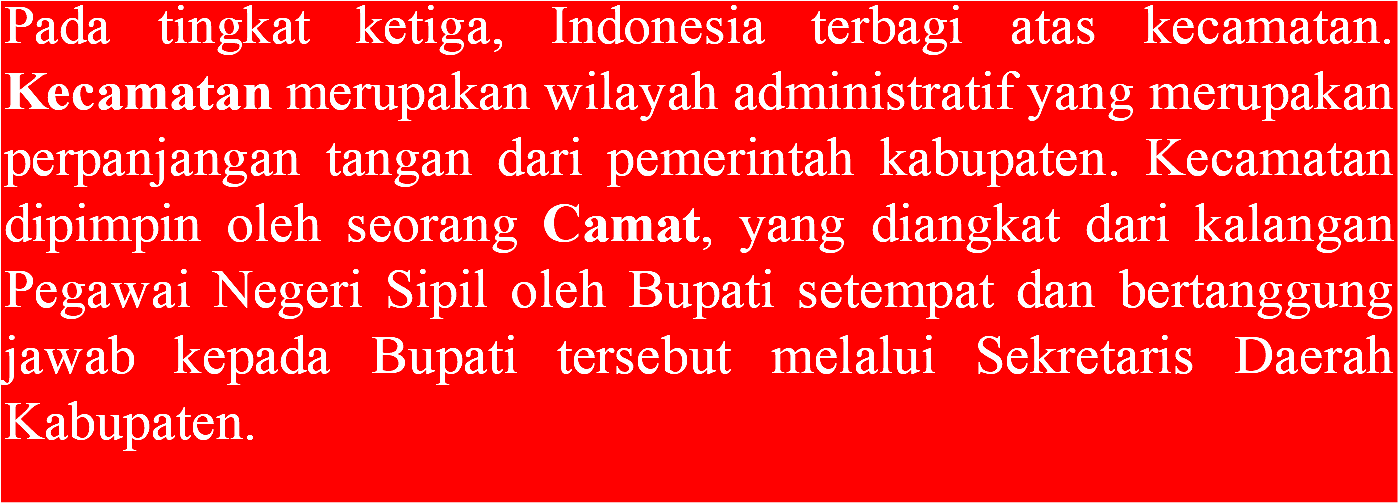 Pada tingkat ketiga, Indonesia terbagi atas kecamatan.
Kecamatan merupakan wilayah administratif yang merupakan
perpanjangan tangan dari pemerintah kabupaten. Kecamatan
dipimpin oleh seorang Camat, yang diangkat dari kalangan
Pegawai Negeri Sipil oleh Bupati setempat dan bertanggung
jawab kepada Bupati tersebut melalui Sekretaris Daerah
Kabupaten.